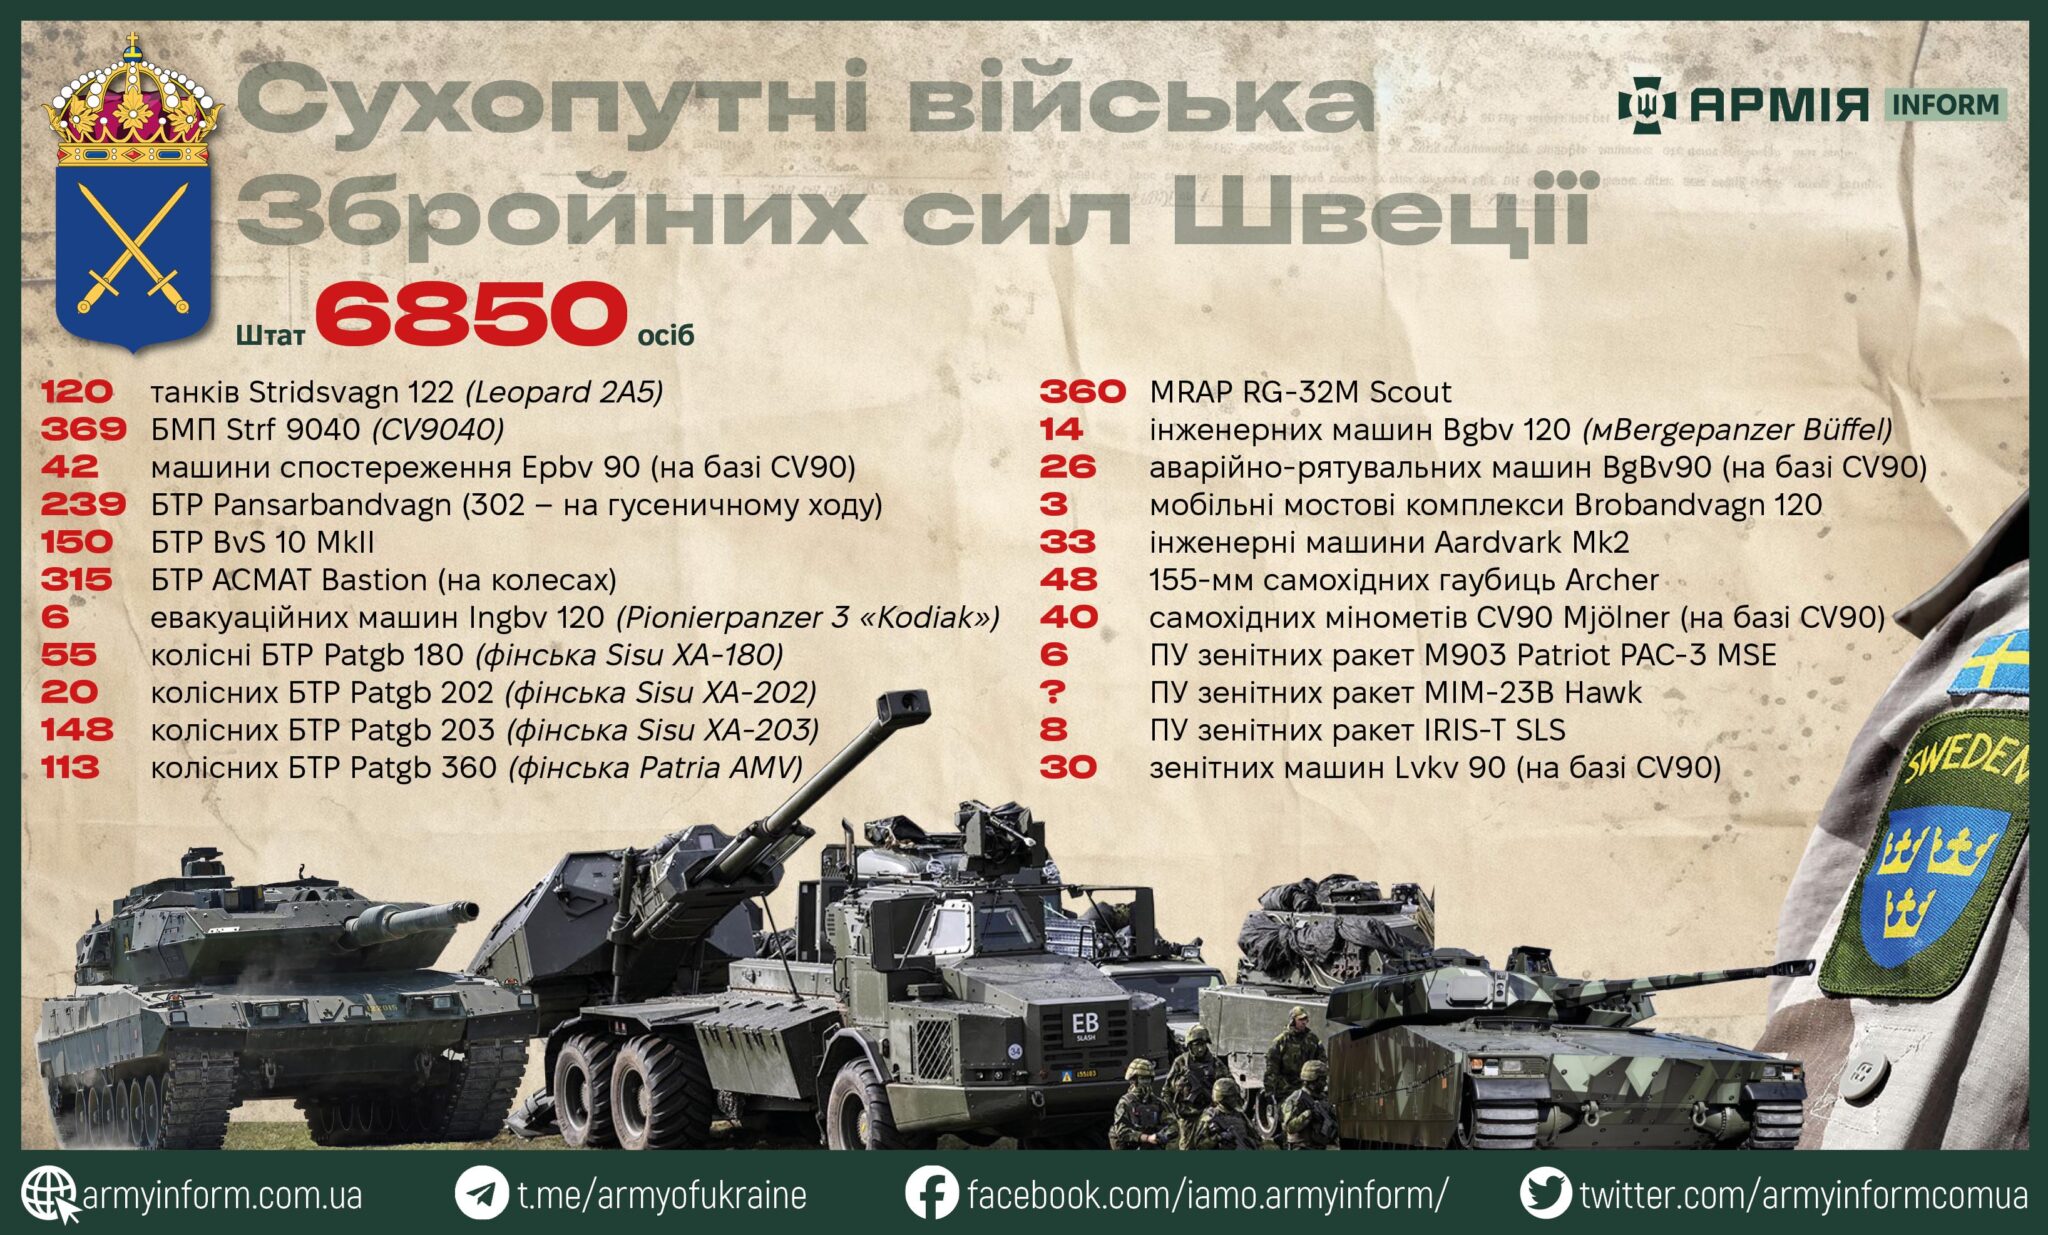 Сухопутні війська
Збройних сил Швеції
АРМІЯ INFORM
Штат 6850 осіб
120 танків Stridsvagn 122 (Leopard 2A5)
369 БМП Strf 9040 (CV9040)
42 машини спостереження Epbv 90 (на базі CV90)
239 БТР Pansarbandvagn (302 – на гусеничному ходу)
150 БТР BvS 10 MkII
315 БТР ACMAT Bastion (на колесах)
6 евакуаційних машин Ingbv 120 (Pionierpanzer 3 «Kodiak»)
55 колісні БТР Patgb 180 (фінська Sisu XA-180)
20 колісних БТР Patgb 202 (фінська Sisu XA-202)
148 колісних БТР Patgb 203 (фінська Sisu XA-203)
113 колісних БТР Patgb 360 (фінська Patria AMV)
360 MRAP RG-32M Scout
14 інженерних машин Bgbv 120 (мBergepanzer Büffel)
26 аварійно-рятувальних машин BgBv90 (на базі CV90)
3 мобільні мостові комплекси Brobandvagn 120
33 інженерні машини Aardvark Mk2
48 155-мм самохідних гаубиць Archer
40 самохідних мінометів CV90 Mjölner (на базі CV90)
6 ПУ зенітних ракет M903 Patriot PAC-3 MSE
? ПУ зенітних ракет MIM-23B Hawk
8 ПУ зенітних ракет IRIS-T SLS
30 зенітних машин Lvkv 90 (на базі CV90)
SWEDEN
EB
SLASH
34
armyinform.com.ua
t.me/armyofukraine
facebook.com/iamo.armyinform/
twitter.com/armyinformcomua